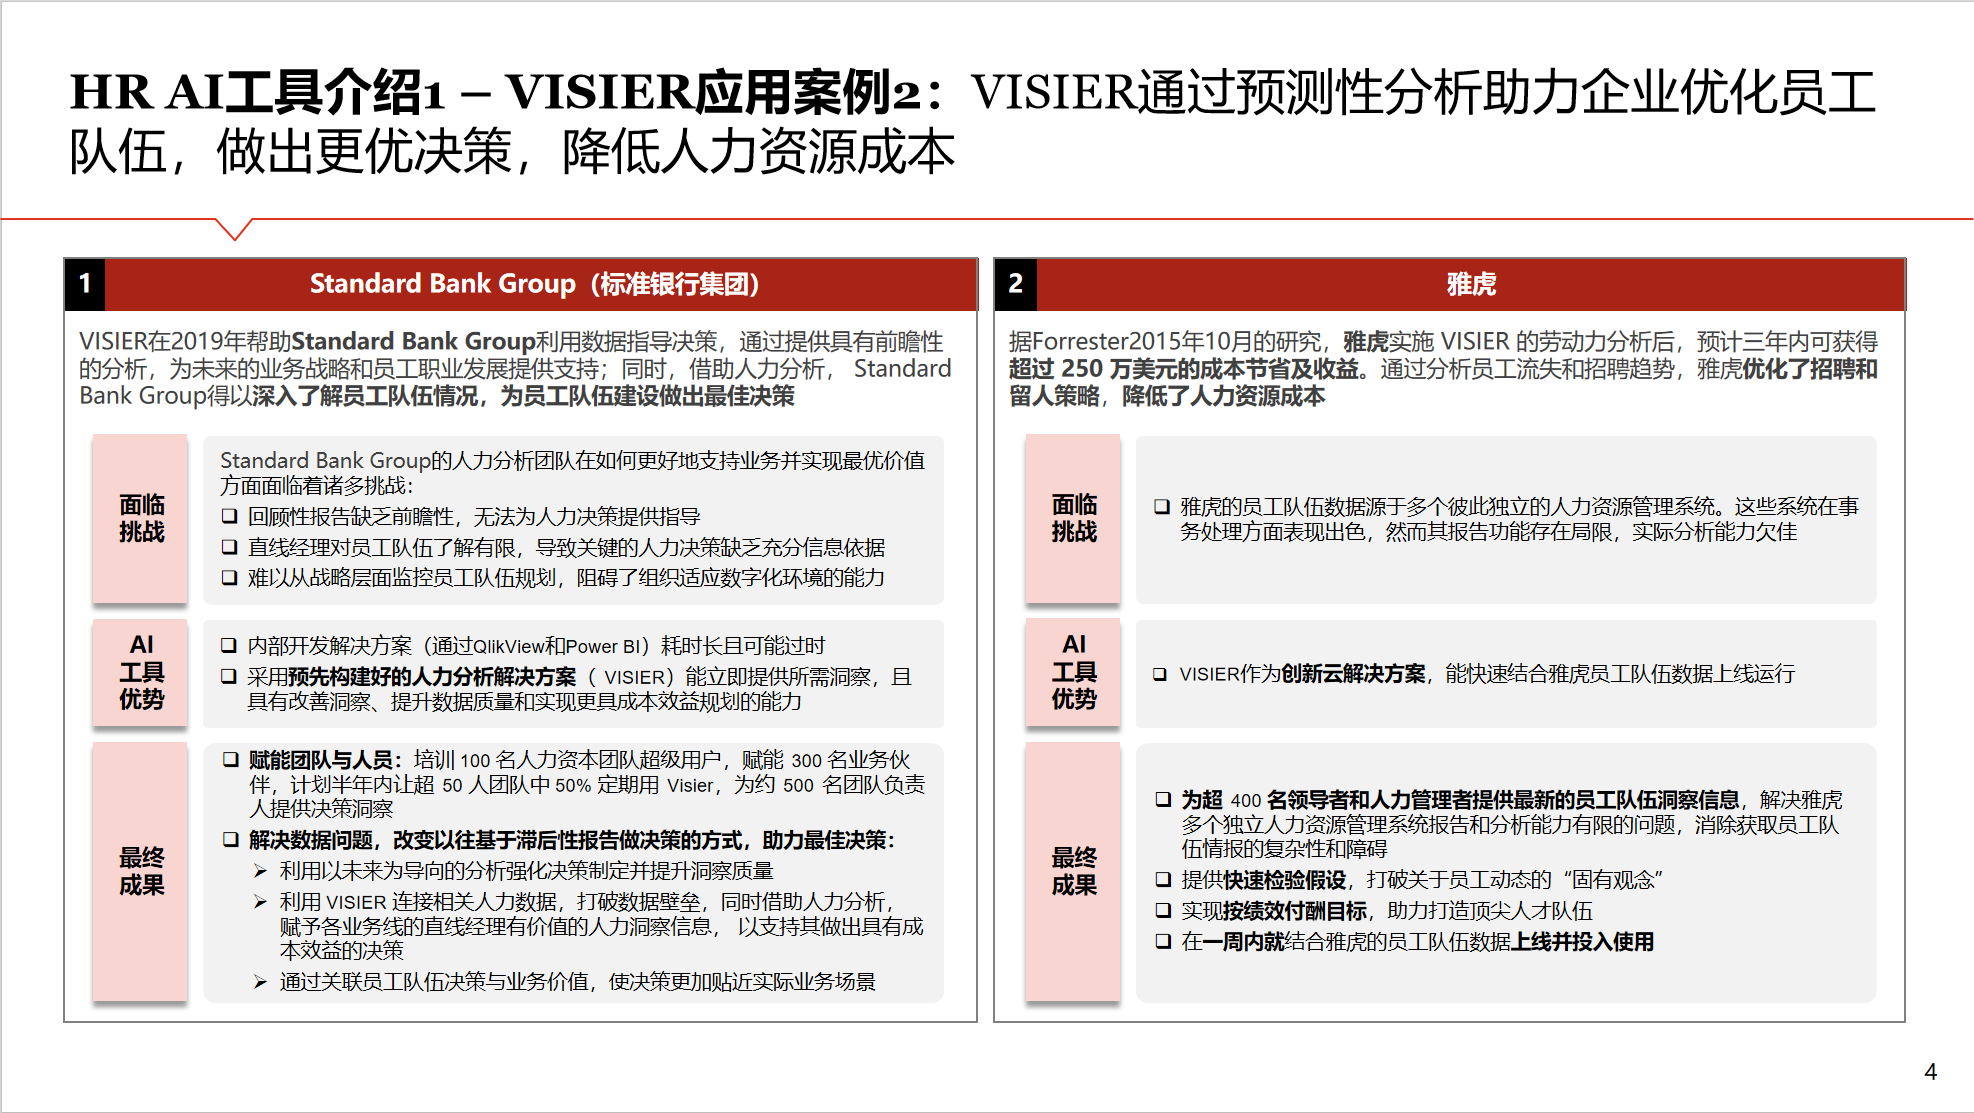 HR AI工具介绍1 – VISIER应用案例2：VISIER通过预测性分析助力企业优化员工
队伍，做出更优决策，降低人力资源成本
1
Standard Bank Group（标准银行集团）
VISIER在2019年帮助Standard Bank Group利用数据指导决策，通过提供具有前瞻性
的分析，为未来的业务战略和员工职业发展提供支持；同时，借助人力分析， Standard
Bank Group得以深入了解员工队伍情况，为员工队伍建设做出最佳决策
面临
挑战
Standard Bank Group的人力分析团队在如何更好地支持业务并实现最优价值
方面面临着诸多挑战：
❑ 回顾性报告缺乏前瞻性，无法为人力决策提供指导
❑ 直线经理对员工队伍了解有限，导致关键的人力决策缺乏充分信息依据
❑ 难以从战略层面监控员工队伍规划，阻碍了组织适应数字化环境的能力
AI
工具
优势
❑ 内部开发解决方案（通过QlikView和Power BI）耗时长且可能过时
❑ 采用预先构建好的人力分析解决方案（ VISIER）能立即提供所需洞察，且
具有改善洞察、提升数据质量和实现更具成本效益规划的能力
最终
成果
❑ 赋能团队与人员：培训 100 名人力资本团队超级用户，赋能 300 名业务伙
伴，计划半年内让超 50 人团队中 50% 定期用 Visier，为约 500 名团队负责
人提供决策洞察
❑ 解决数据问题，改变以往基于滞后性报告做决策的方式，助力最佳决策：
➢ 利用以未来为导向的分析强化决策制定并提升洞察质量
➢ 利用 VISIER 连接相关人力数据，打破数据壁垒，同时借助人力分析，
赋予各业务线的直线经理有价值的人力洞察信息， 以支持其做出具有成
本效益的决策
➢ 通过关联员工队伍决策与业务价值，使决策更加贴近实际业务场景
2
雅虎
据Forrester2015年10月的研究，雅虎实施 VISIER 的劳动力分析后，预计三年内可获得
超过 250 万美元的成本节省及收益。通过分析员工流失和招聘趋势，雅虎优化了招聘和
留人策略，降低了人力资源成本
面临
挑战
❑ 雅虎的员工队伍数据源于多个彼此独立的人力资源管理系统。这些系统在事
务处理方面表现出色，然而其报告功能存在局限，实际分析能力欠佳
AI
工具
优势
❑ VISIER作为创新云解决方案，能快速结合雅虎员工队伍数据上线运行
最终
成果
❑ 为超 400 名领导者和人力管理者提供最新的员工队伍洞察信息，解决雅虎
多个独立人力资源管理系统报告和分析能力有限的问题，消除获取员工队
伍情报的复杂性和障碍
❑ 提供快速检验假设，打破关于员工动态的“固有观念”
❑ 实现按绩效付酬目标，助力打造顶尖人才队伍
❑ 在一周内就结合雅虎的员工队伍数据上线并投入使用
4